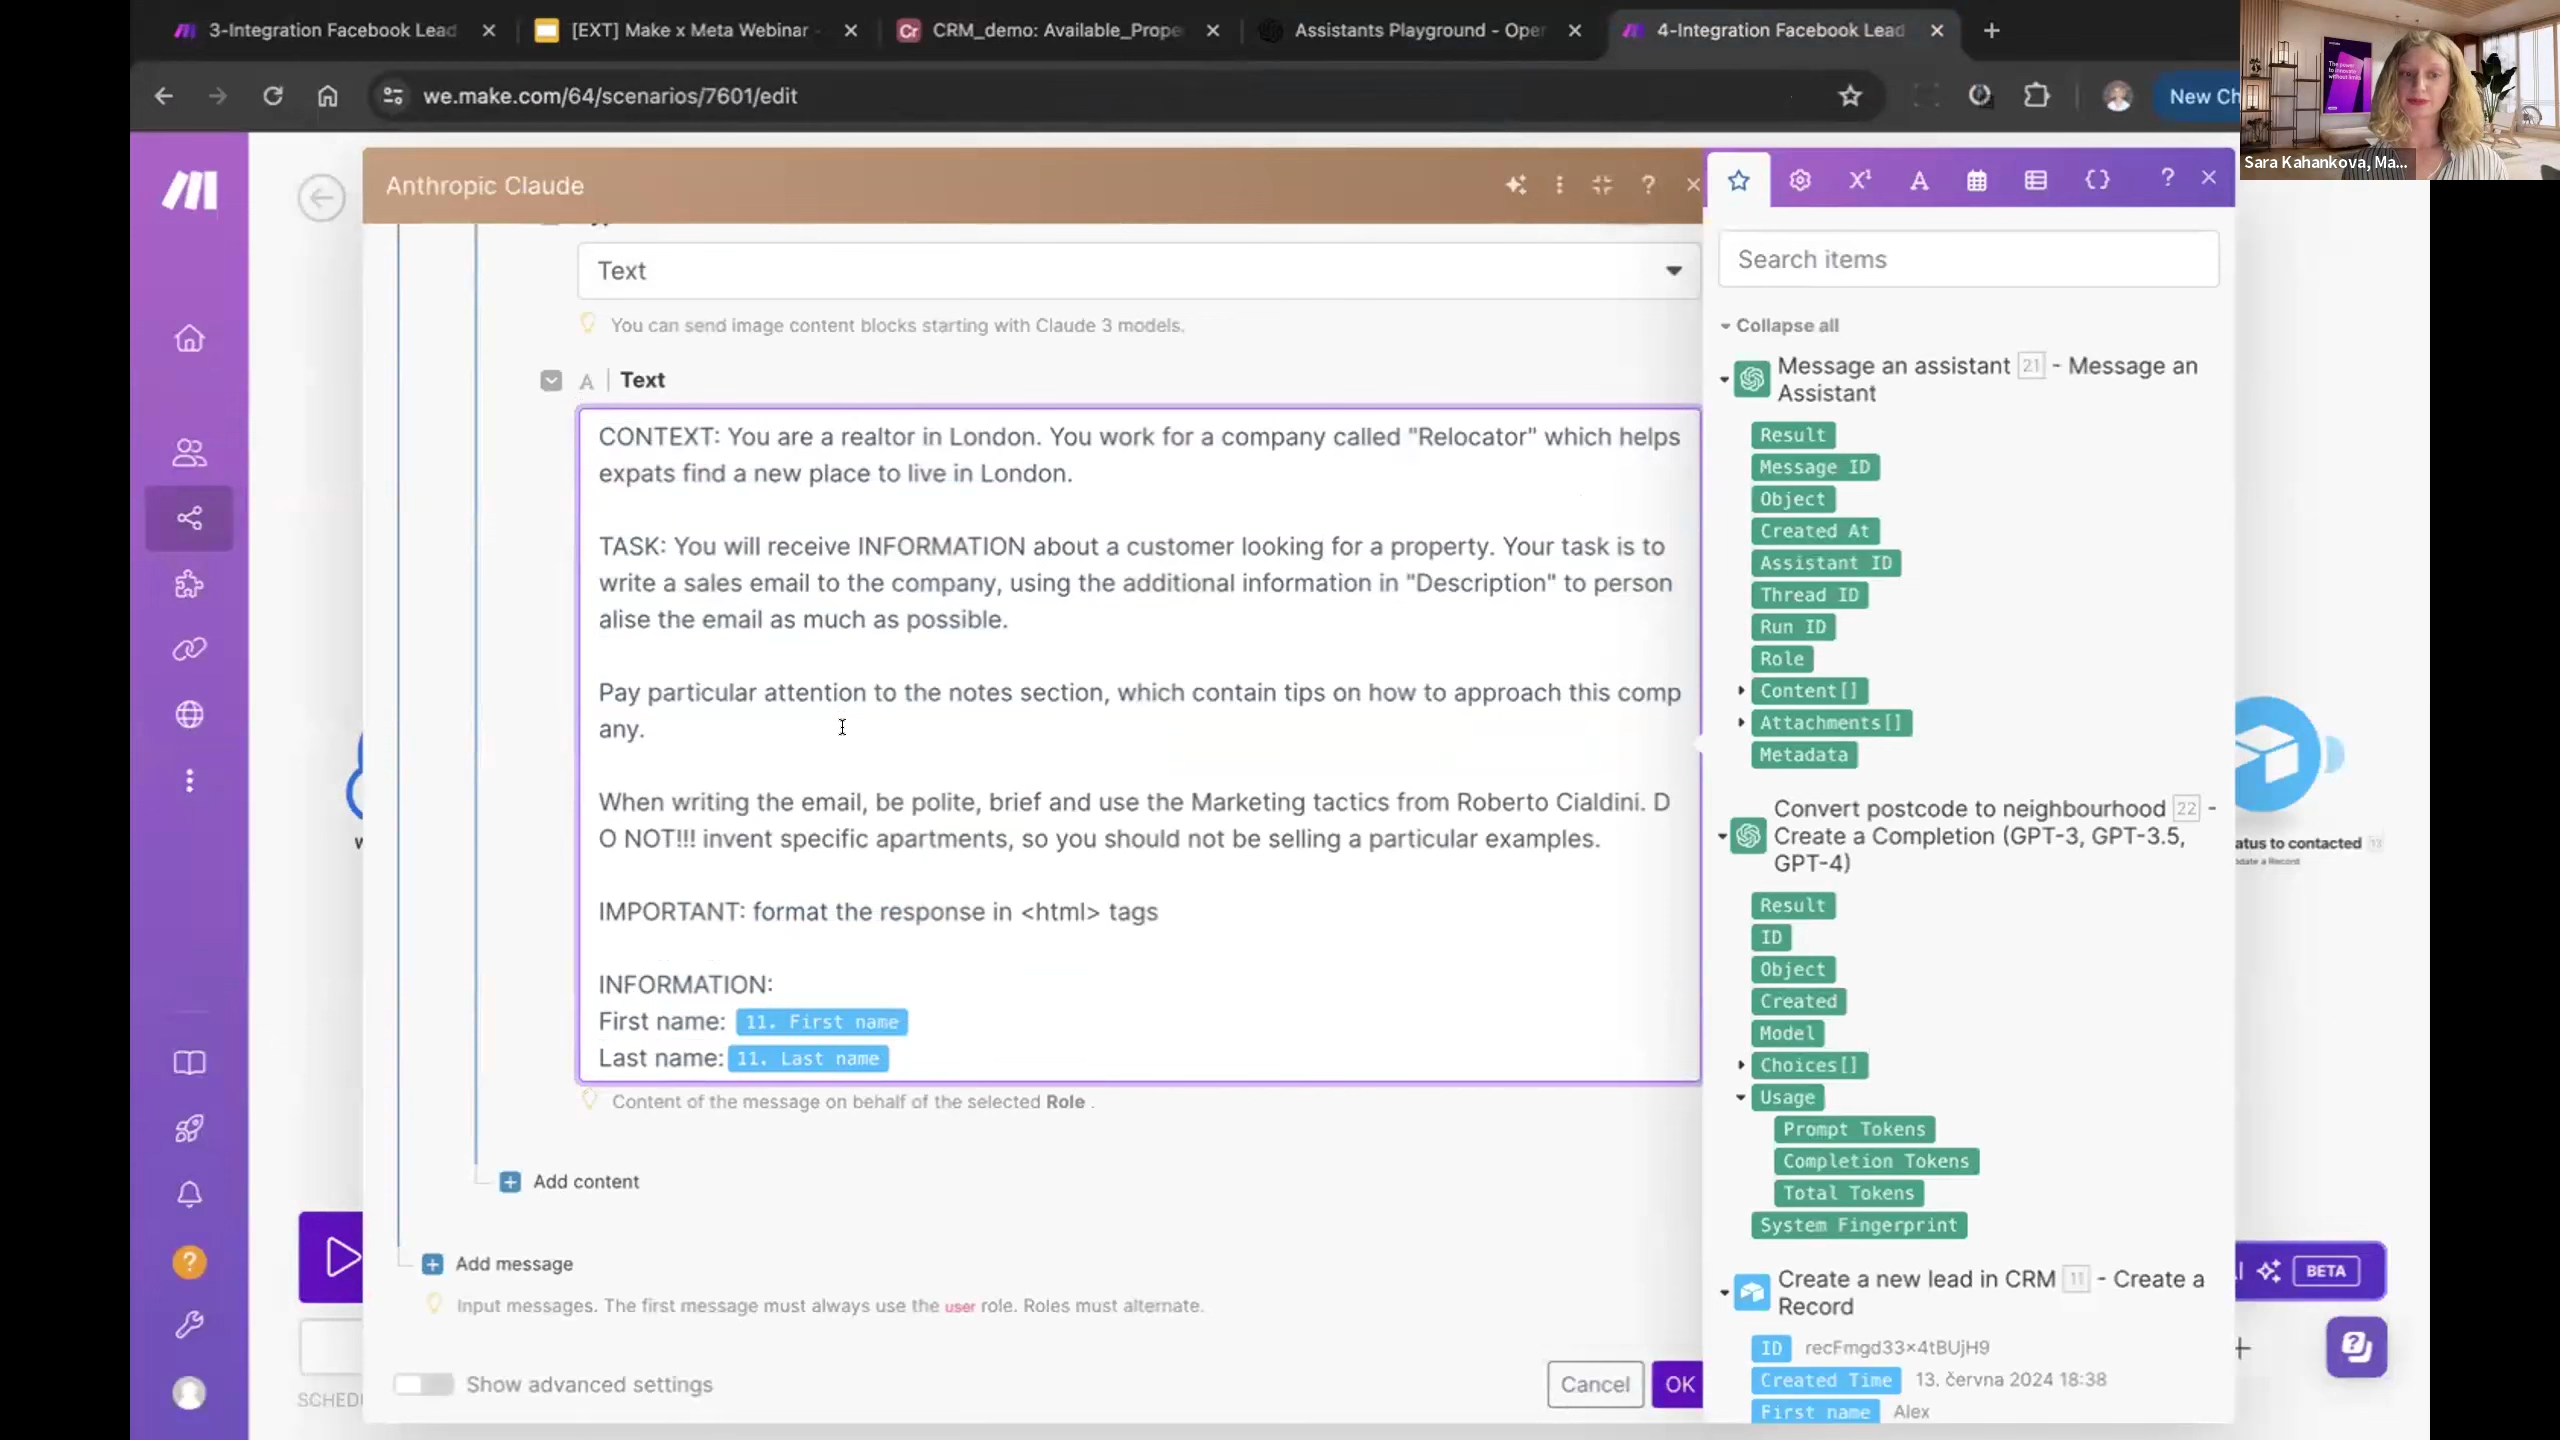 3-Integration Facebook Lead
[EXT] Make x Meta Webinar -
CRM_demo: Available_Prope
Assistants Playground - Oper
4-Integration Facebook Lead
we.make.com/64/scenarios/7601/edit
New Ch
Sara Kahankova, Ma...
Anthropic Claude
Text
You can send image content blocks starting with Claude 3 models.
A | Text
CONTEXT: You are a realtor in London. You work for a company called "Relocator" which helps
expats find a new place to live in London.
TASK: You will receive INFORMATION about a customer looking for a property. Your task is to
write a sales email to the company, using the additional information in "Description" to person
alise the email as much as possible.
Pay particular attention to the notes section, which contain tips on how to approach this comp
any.
When writing the email, be polite, brief and use the Marketing tactics from Roberto Cialdini. D
O NOT!!! invent specific apartments, so you should not be selling a particular examples.
IMPORTANT: format the response in <html> tags
INFORMATION:
First name: 11. First name
Last name: 11. Last name
Content of the message on behalf of the selected Role .
Add content
Add message
Input messages. The first message must always use the user role. Roles must alternate.
Show advanced settings
Cancel
OK
SCHED
Search items
Collapse all
Message an assistant 21 - Message an
Assistant
Result
Message ID
Object
Created At
Assistant ID
Thread ID
Run ID
Role
Content[]
Attachments[]
Metadata
Convert postcode to neighbourhood 22 -
Create a Completion (GPT-3, GPT-3.5,
GPT-4)
Result
ID
Object
Created
Model
Choices[]
Usage
Prompt Tokens
Completion Tokens
Total Tokens
System Fingerprint
Create a new lead in CRM 11 - Create a
Record
ID recFmgd33x4tBUjH9
Created Time 13. června 2024 18:38
First name Alex
atus to contacted 13
pdate a Record
BETA